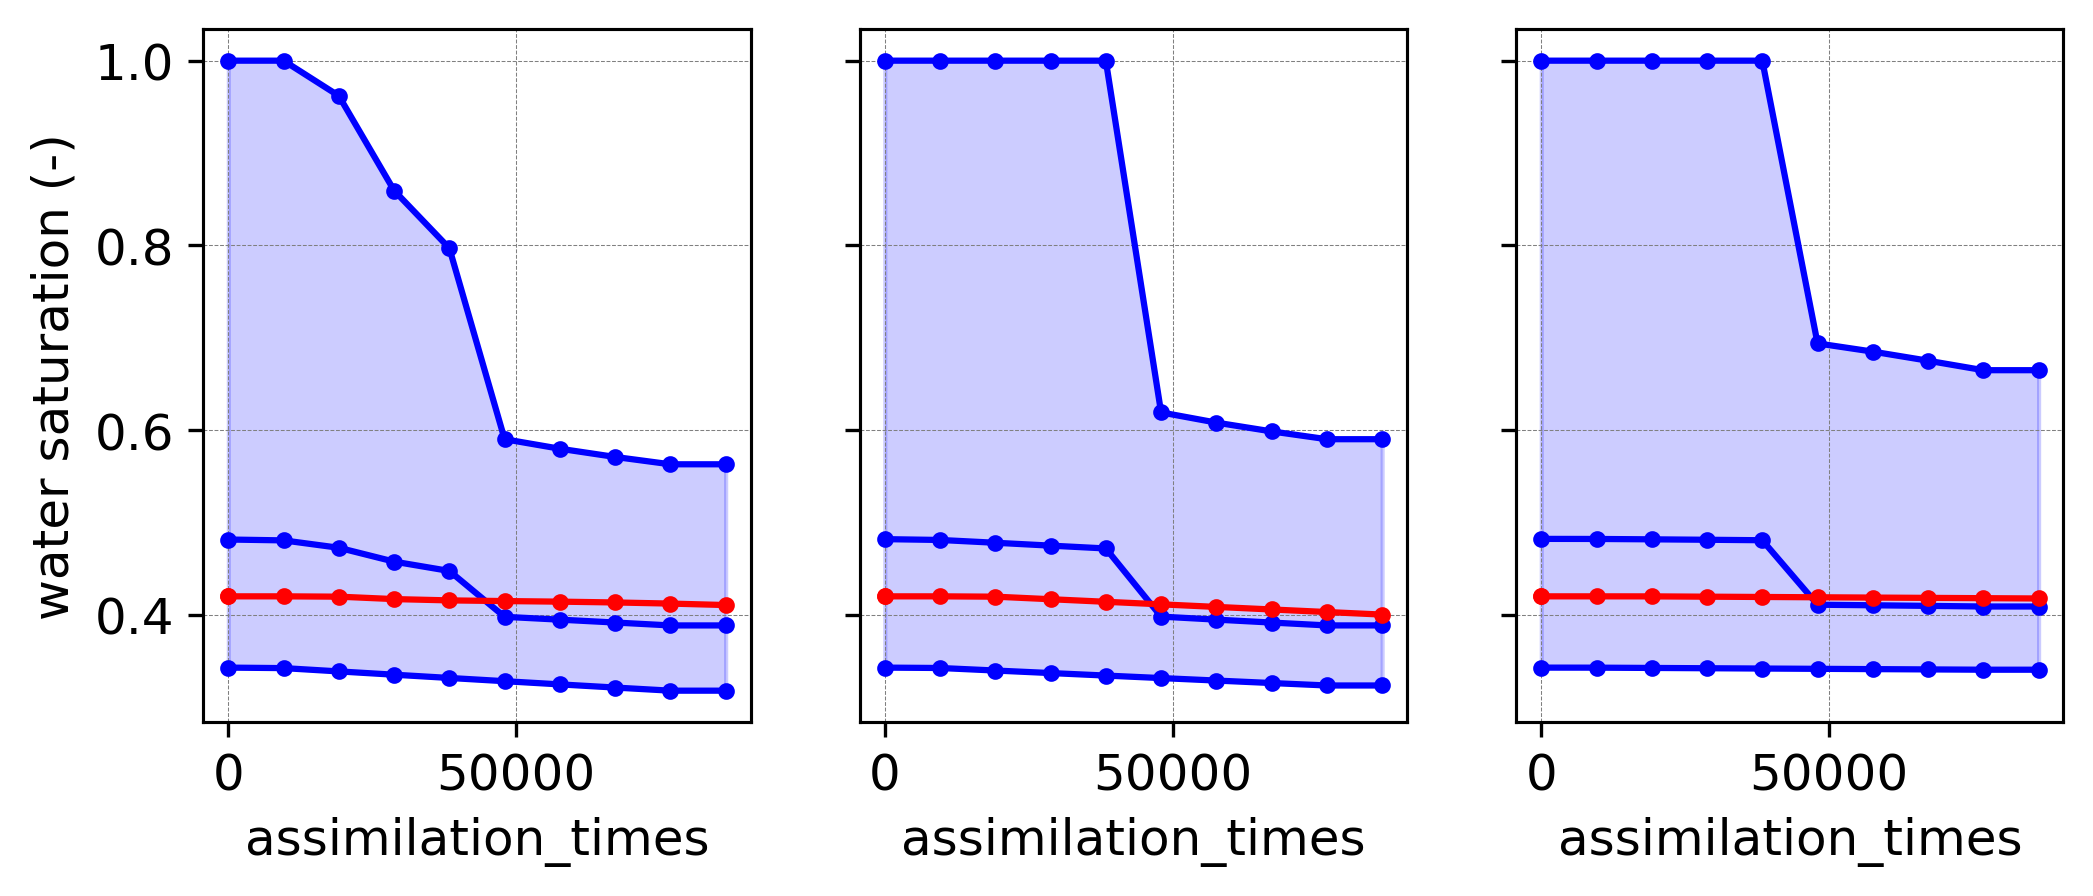 water saturation (-)
1.0
0.8
0.6
0.4
0 50000
0 50000
0 50000
assimilation_times
assimilation_times
assimilation_times